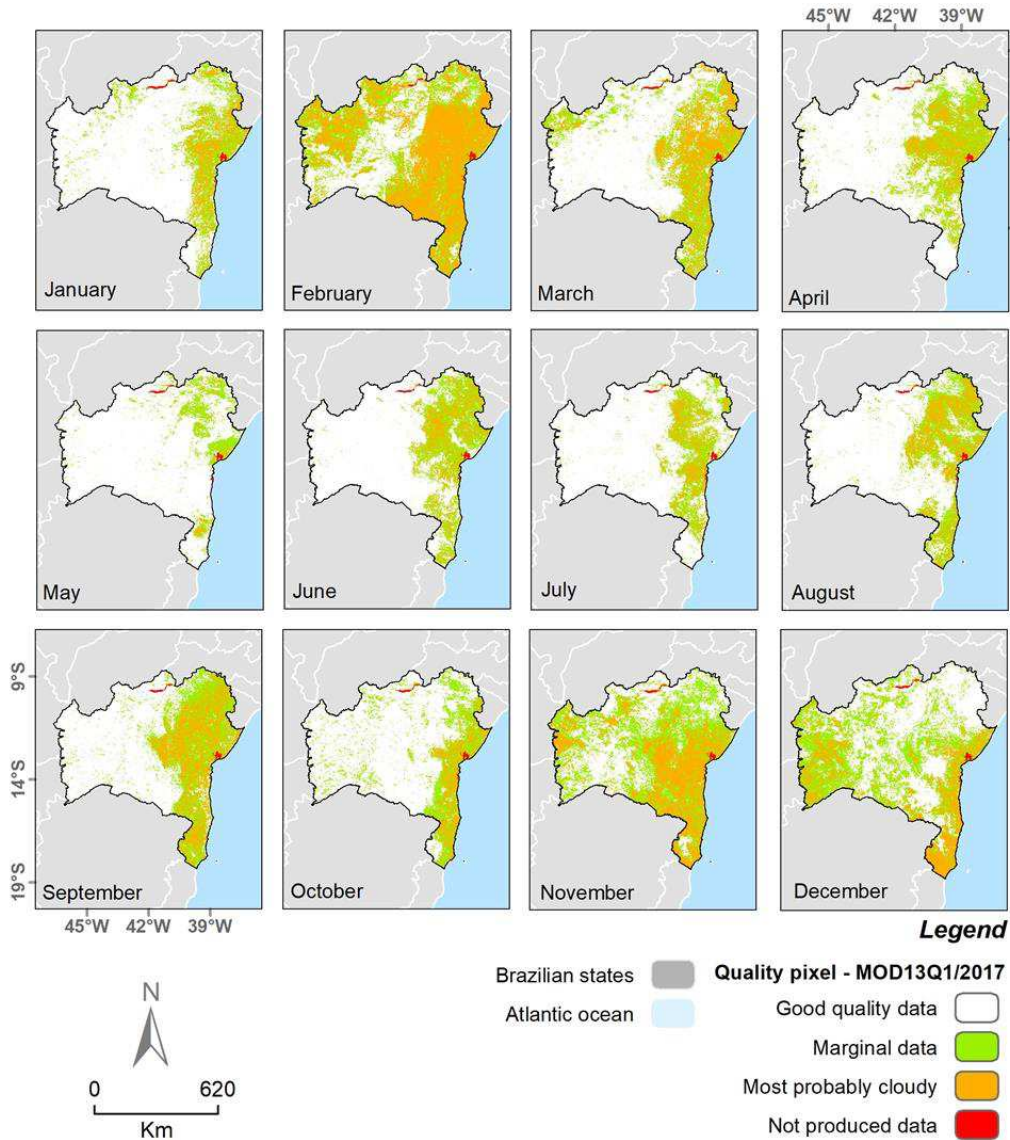 45°W 42°W 39°W
January
February
March
April
May
June
July
August
9°S
14°S
19°S
September
October
November
December
45°W 42°W 39°W
Legend
Brazilian states
Atlantic ocean
Quality pixel - MOD13Q1/2017
Good quality data
Marginal data
Most probably cloudy
Not produced data
N
0 620
Km